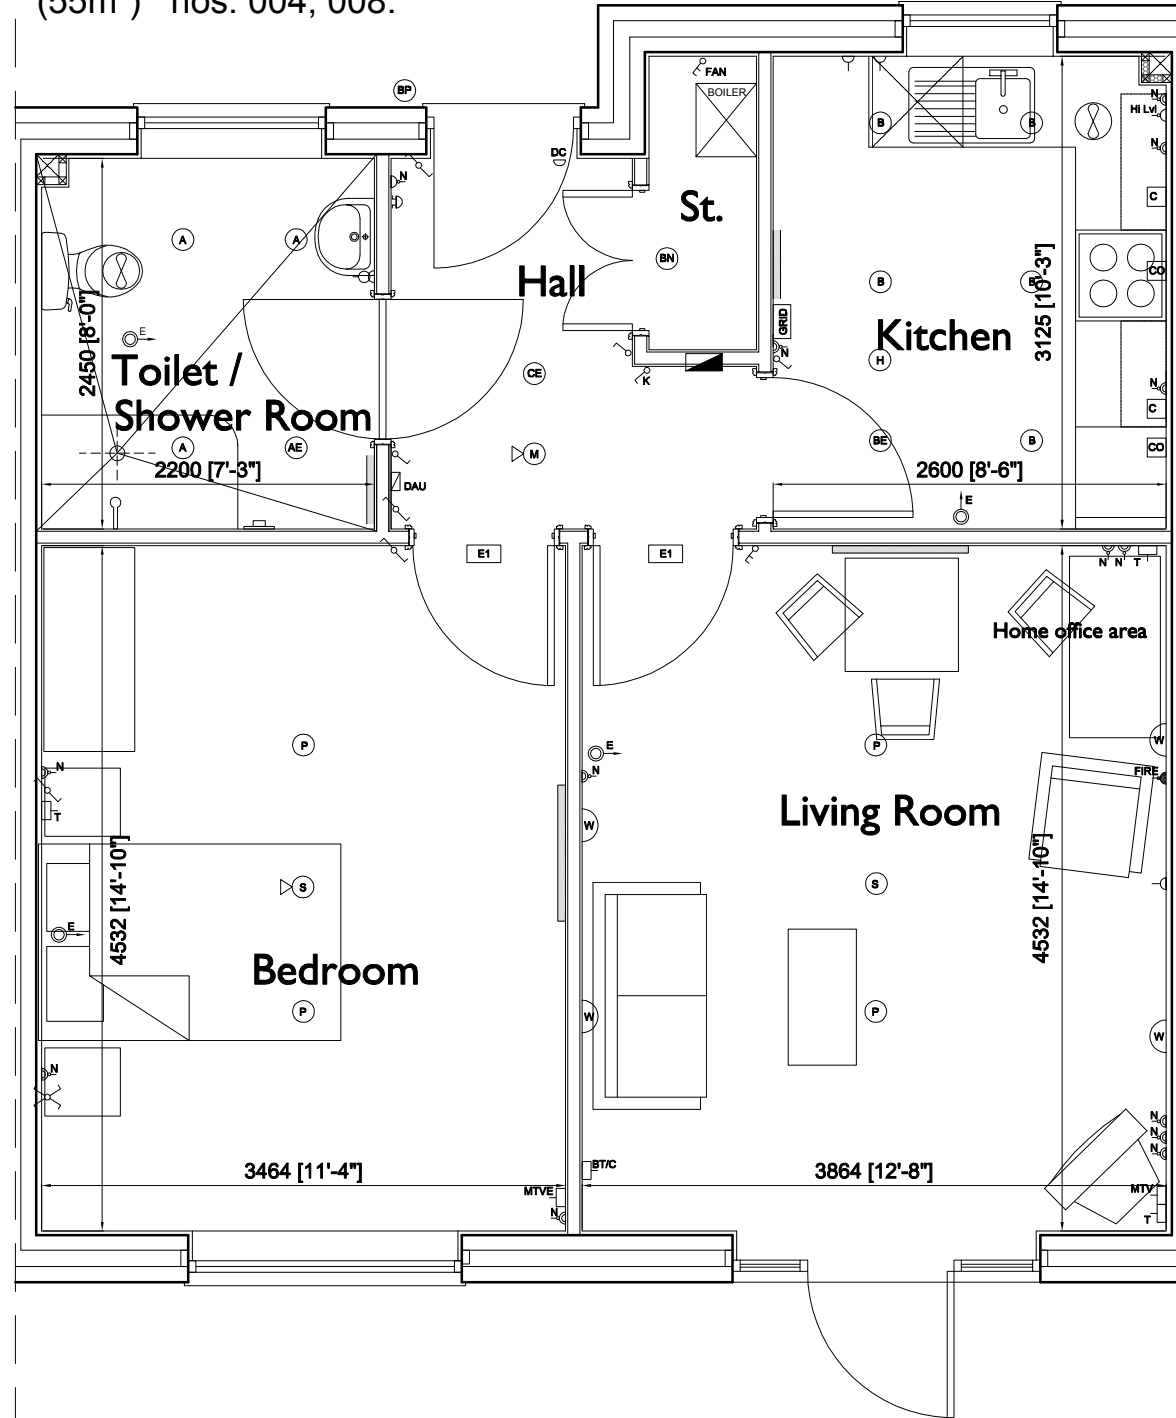 (55m²) nos. 004, 008.
BP
FAN
BOILER
DC
N
St.
BN
Hall
A
A
E
2450 [8'-0"]
Toilet /
Shower Room
A
AE
2200 [7'-3"]
CE
M
DAU
K
B
B
N
Hi Lvl
N
C
CO
B
B
3125 [10'-3"]
GRID
N
Kitchen
H
N
C
CO
BE
B
2600 [8'-6"]
E
E1
E1
N
N
T
Home office area
P
N
T
4532 [14'-10"]
S
E
Bedroom
P
N
3464 [11'-4"]
MTVE
N
E
N
W
P
W
FIRE
Living Room
4532 [14'-10"]
S
W
P
W
BT/C
3864 [12'-8"]
N
N
N
MTV
T